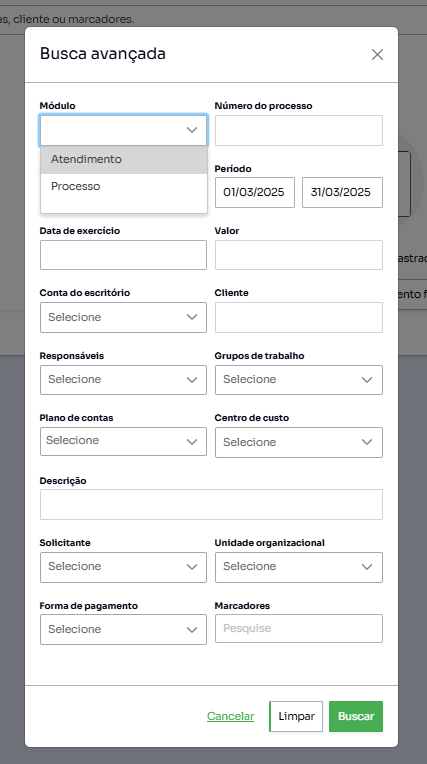 as, cliente ou marcadores.
Busca avançada
Módulo
Número do processo
Atendimento
Processo
Período
01/03/2025
31/03/2025
Data de exercício
Valor
astrac
Conta do escritório
Cliente
Selecione
ento f
Responsáveis
Grupos de trabalho
Selecione
Selecione
Plano de contas
Centro de custo
Selecione
Selecione
Descrição
Solicitante
Unidade organizacional
Selecione
Selecione
Forma de pagamento
Marcadores
Selecione
Pesquise
Cancelar
Limpar
Buscar